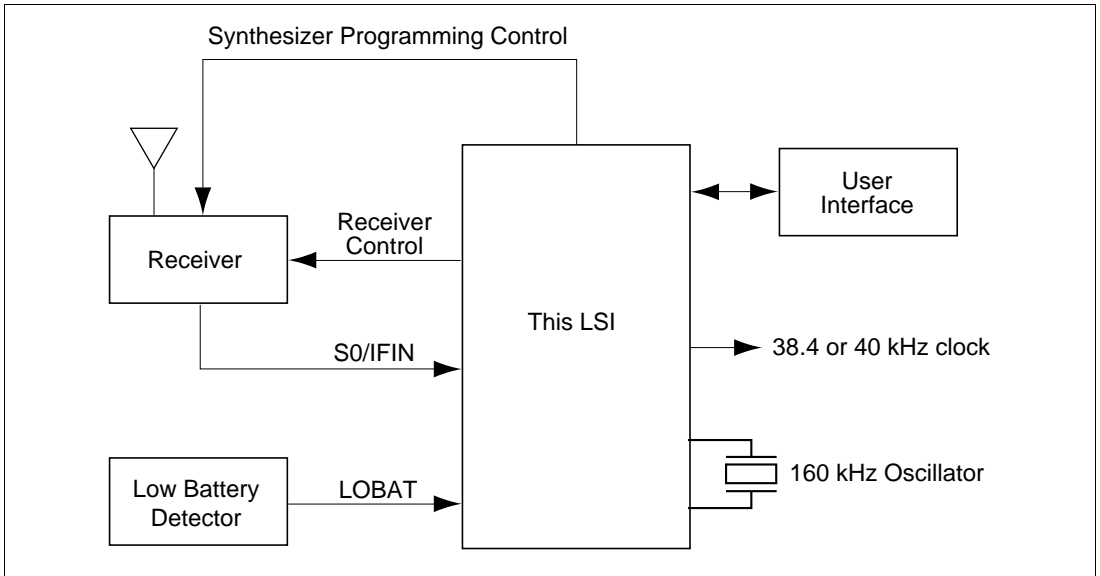 Synthesizer Programming Control
User
Interface
Receiver
Control
Receiver
This LSI
38.4 or 40 kHz clock
S0/IFIN
160 kHz Oscillator
Low Battery
Detector
LOBAT